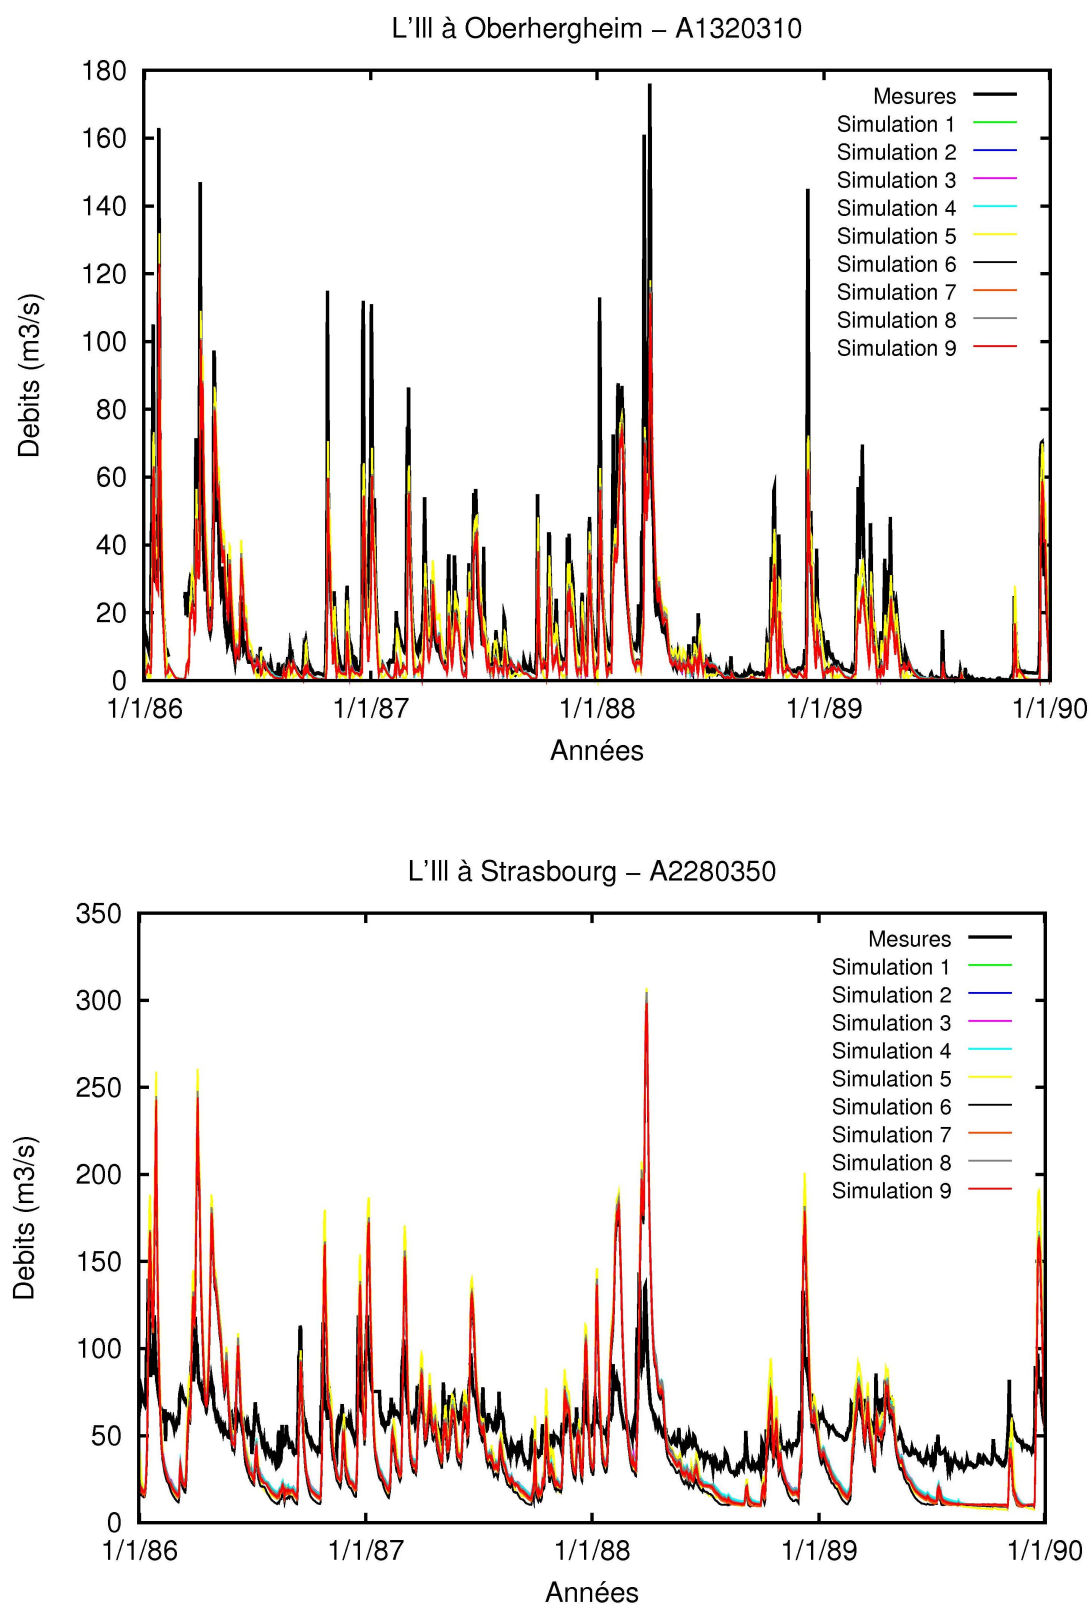 L'Ill à Oberhergheim – A1320310
180
160
140
120
100
80
60
40
20
0
Debits (m3/s)
Mesures
Simulation 1
Simulation 2
Simulation 3
Simulation 4
Simulation 5
Simulation 6
Simulation 7
Simulation 8
Simulation 9
1/1/86 1/1/87 1/1/88 1/1/89 1/1/90
Années
L'Ill à Strasbourg – A2280350
350
300
250
200
150
100
50
0
Debits (m3/s)
Mesures
Simulation 1
Simulation 2
Simulation 3
Simulation 4
Simulation 5
Simulation 6
Simulation 7
Simulation 8
Simulation 9
1/1/86 1/1/87 1/1/88 1/1/89 1/1/90
Années